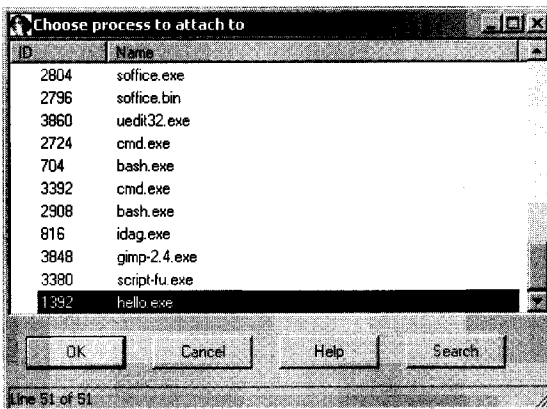 Choose process to attach to
ID Name
2804 soffice.exe
2796 soffice.bin
3860 uedit32.exe
2724 cmd.exe
704 bash.exe
3392 cmd.exe
2908 bash.exe
816 idag.exe
3848 gimp-2.4.exe
3380 script-fu.exe
1392 hello.exe
OK Cancel Help Search
Line 51 of 51